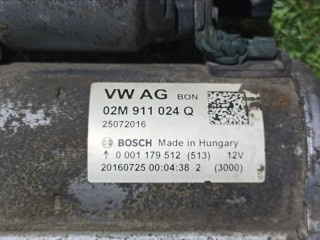 VW AG BON
02M 911 024 Q
25072016
BOSCH Made in Hungary
↑ 0 001 179 512 (513) 12V
20160725 00:04:38 2 (3000)